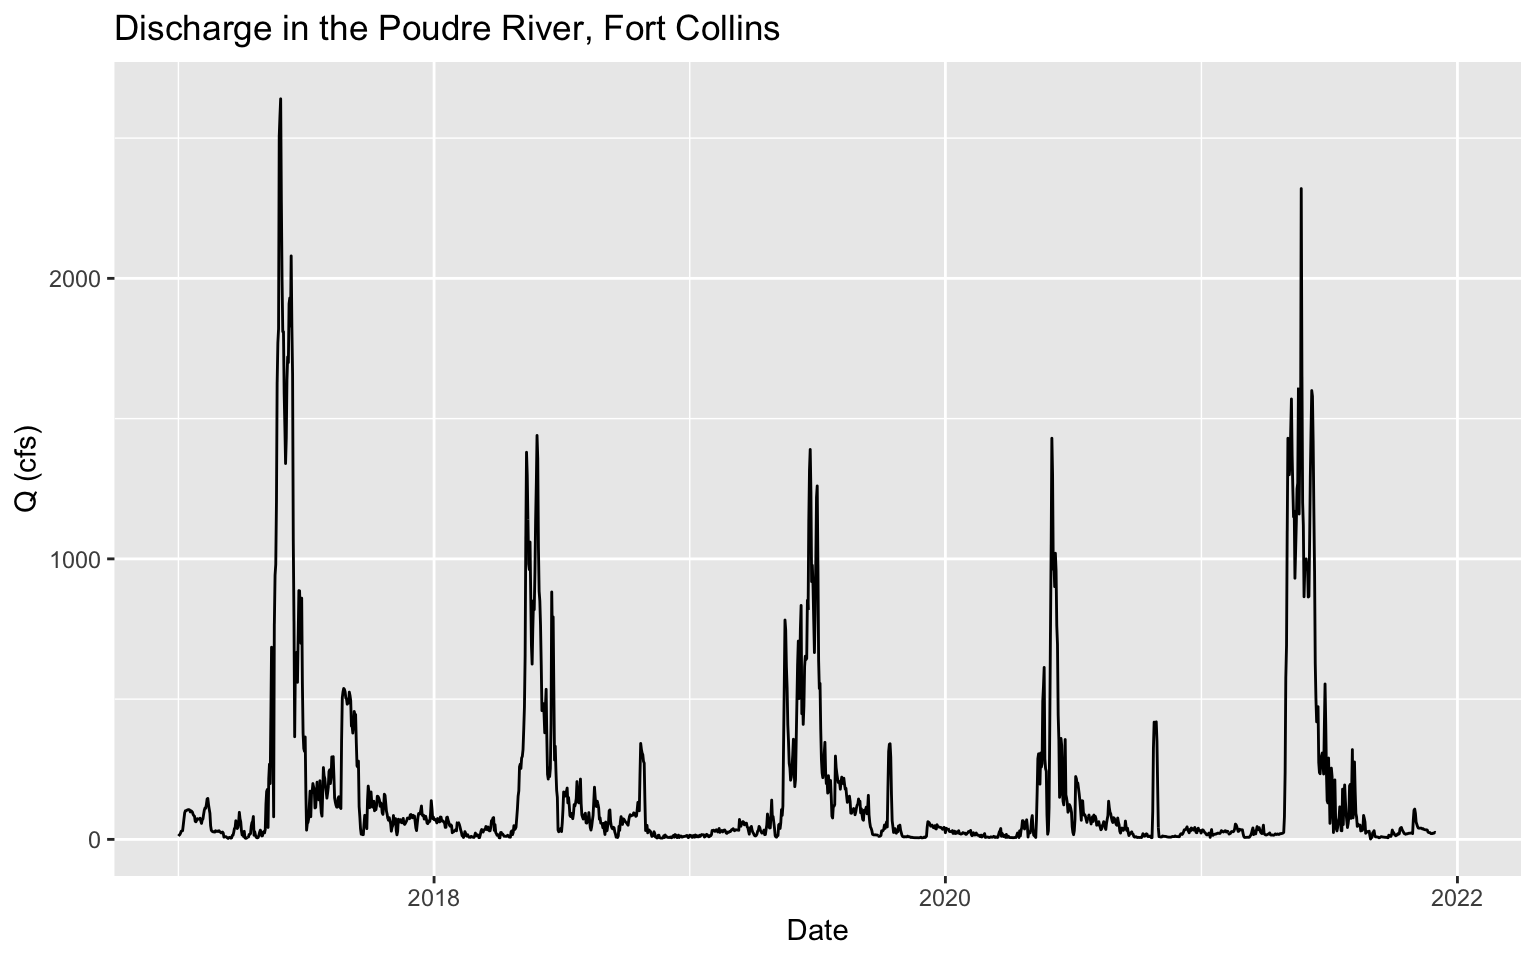 Discharge in the Poudre River, Fort Collins
Q (cfs)
2000
1000
0
2018 2020 2022
Date